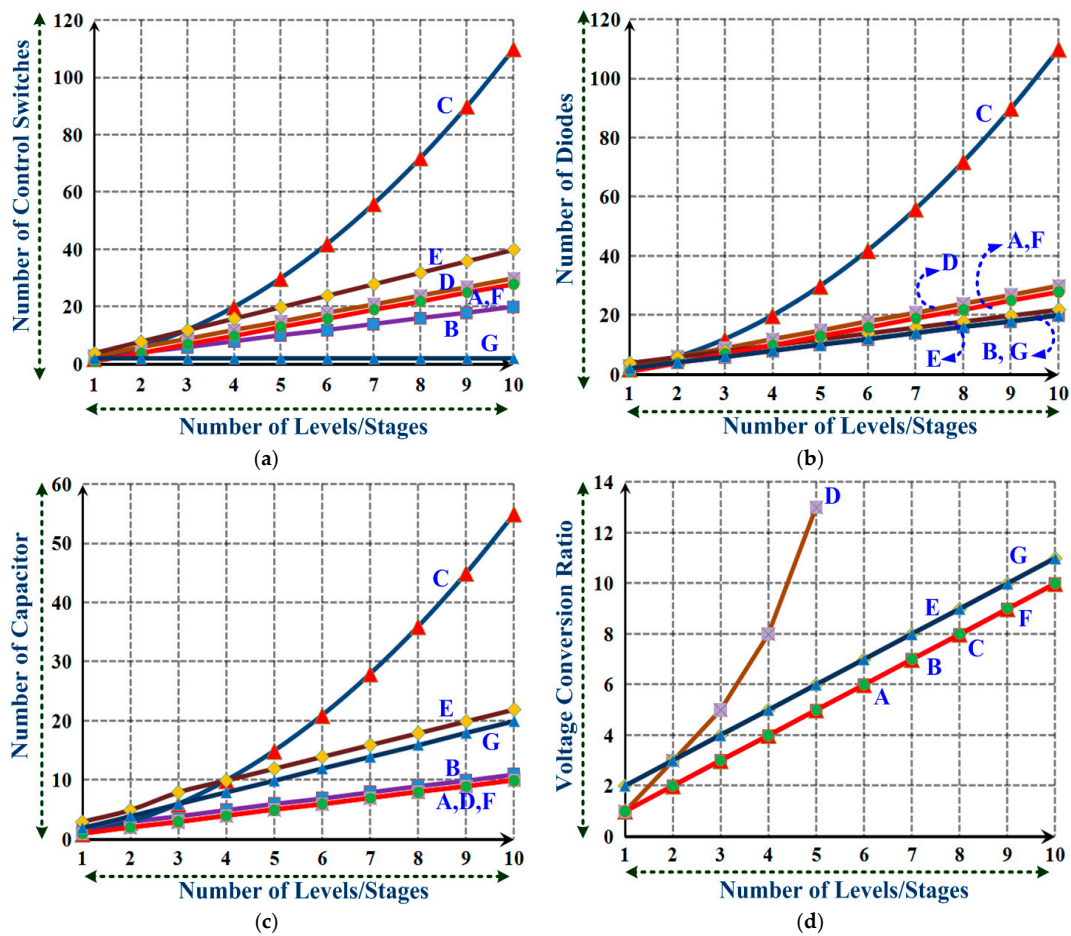 Number of Control Switches
120
100
80
60
40
20
0
C
E
D
A,F
B
G
1 2 3 4 5 6 7 8 9 10
Number of Levels/Stages
(a)
Number of Diodes
120
100
80
60
40
20
0
C
A,F
D
E
B, G
1 2 3 4 5 6 7 8 9 10
Number of Levels/Stages
(b)
Number of Capacitor
60
50
40
30
20
10
0
C
E
G
B
A,D,F
1 2 3 4 5 6 7 8 9 10
Number of Levels/Stages
(c)
Voltage Conversion Ratio
14
12
10
8
6
4
2
0
D
G
E
F
C
B
A
1 2 3 4 5 6 7 8 9 10
Number of Levels/Stages
(d)